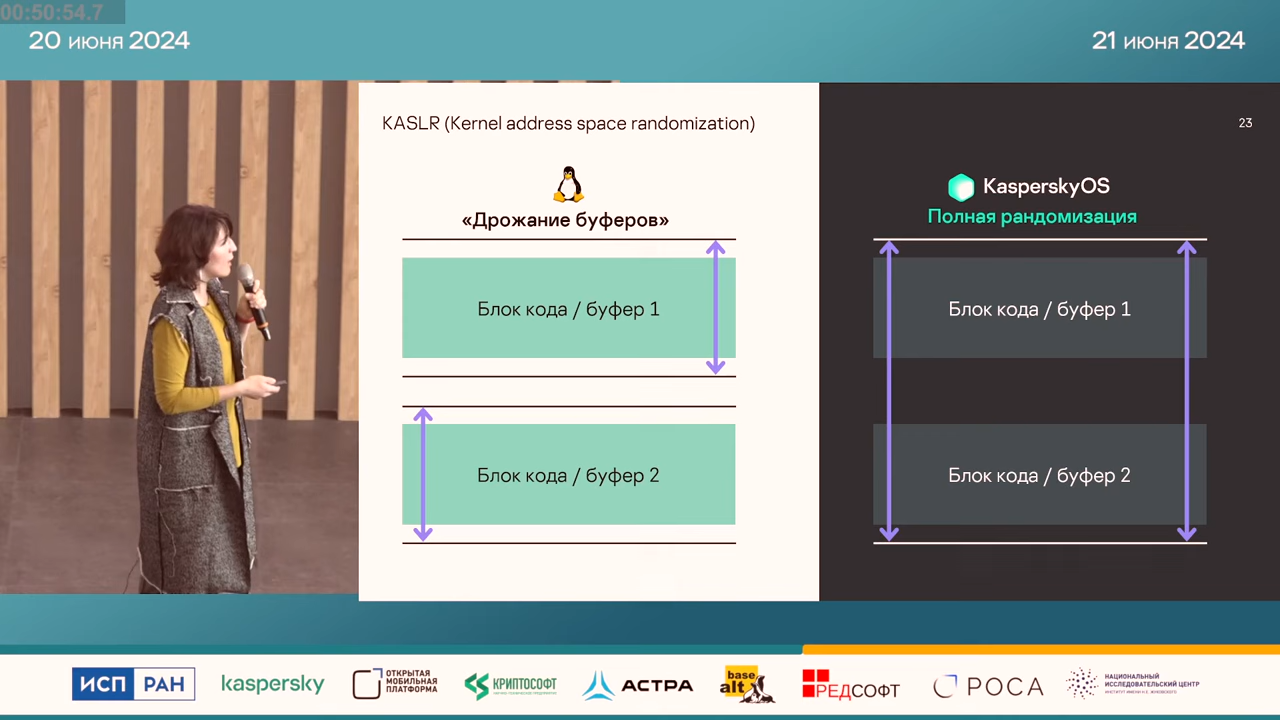 00:50:54.7
20 июня 2024
21 июня 2024
KASLR (Kernel address space randomization)
23
«Дрожание буферов»
Блок кода / буфер 1
Блок кода / буфер 2
KasperskyOS
Полная рандомизация
Блок кода / буфер 1
Блок кода / буфер 2
ИСП РАН
kaspersky
ОТКРЫТАЯ
МОБИЛЬНАЯ
ПЛАТФОРМА
КРИПТОСОФТ
АСТРА
base
alt
РЕДСОФТ
РОСА
НАЦИОНАЛЬНЫЙ
ИССЛЕДОВАТЕЛЬСКИЙ ЦЕНТР